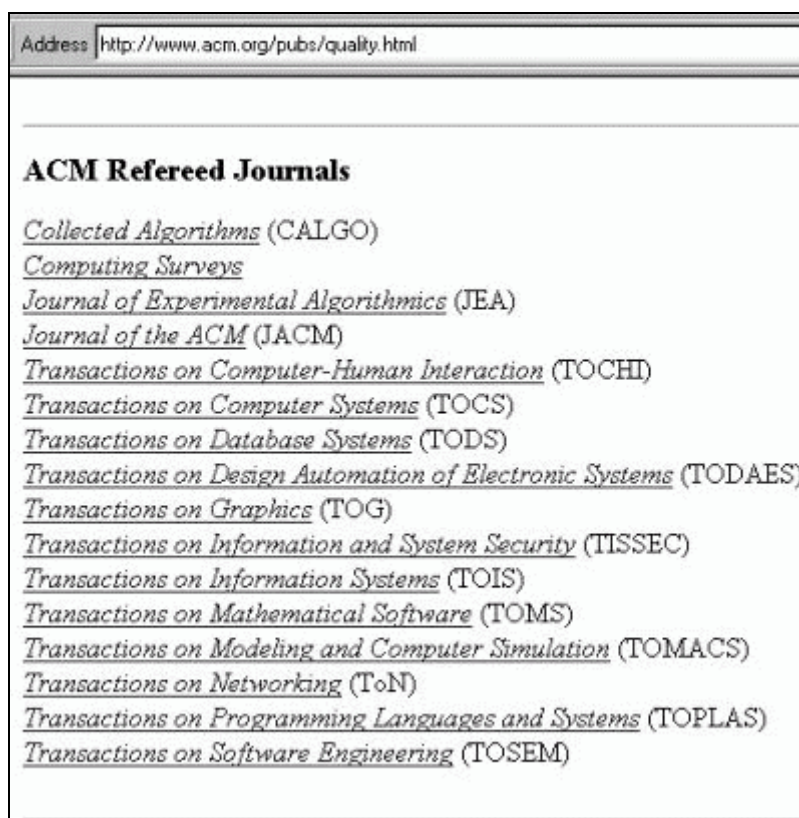 Address http://www.acm.org/pubs/quality.html
ACM Refereed Journals
Collected Algorithms (CALGO)
Computing Surveys
Journal of Experimental Algorithmics (JEA)
Journal of the ACM (JACM)
Transactions on Computer-Human Interaction (TOCHI)
Transactions on Computer Systems (TOCS)
Transactions on Database Systems (TODS)
Transactions on Design Automation of Electronic Systems (TODAES)
Transactions on Graphics (TOG)
Transactions on Information and System Security (TISSEC)
Transactions on Information Systems (TOIS)
Transactions on Mathematical Software (TOMS)
Transactions on Modeling and Computer Simulation (TOMACS)
Transactions on Networking (ToN)
Transactions on Programming Languages and Systems (TOPLAS)
Transactions on Software Engineering (TOSEM)